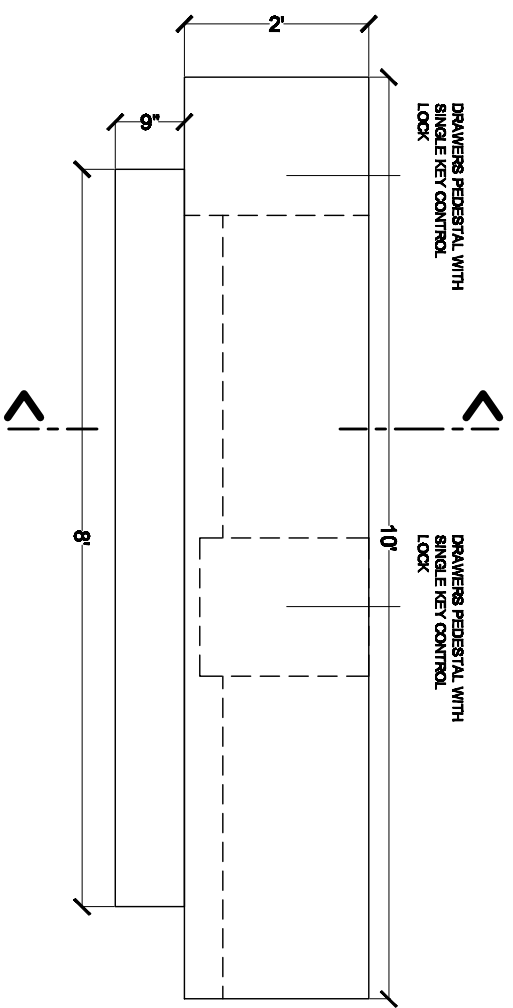 2'
DRAWERS PEDESTAL WITH
SINGLE KEY CONTROL
LOCK
9"
10'
8'
DRAWERS PEDESTAL WITH
SINGLE KEY CONTROL
LOCK